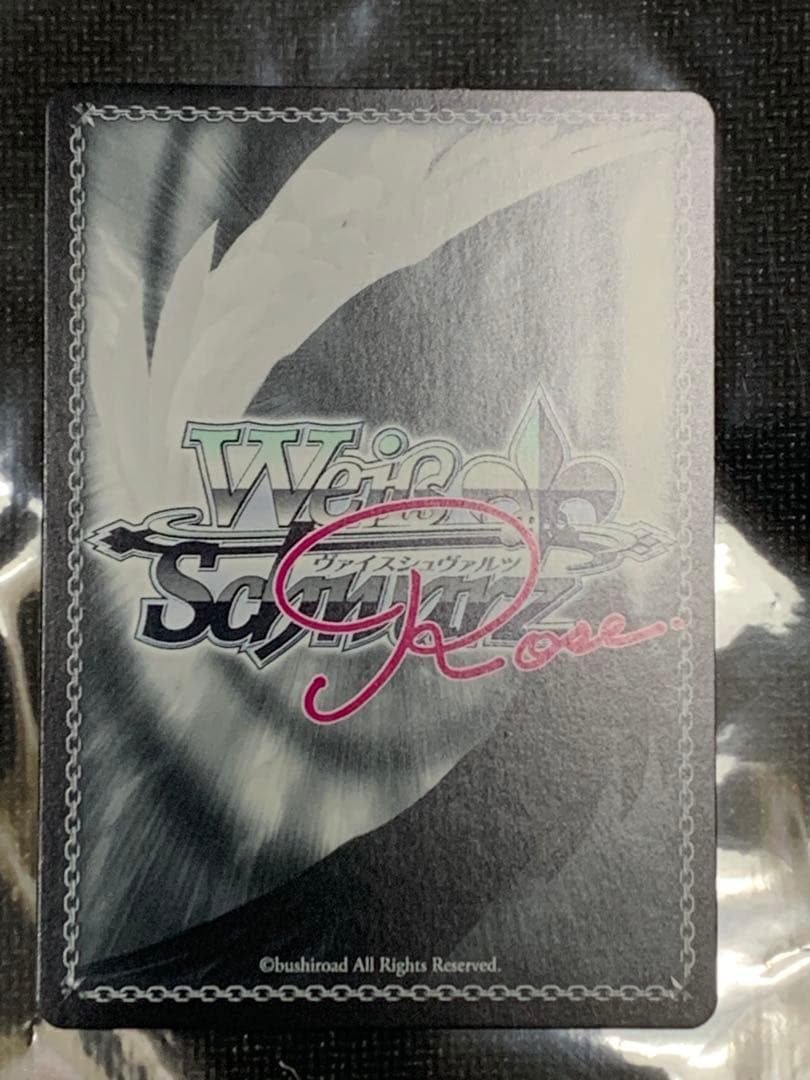 Weiß
ヴァイスシュヴァルツ
Schwarz
Rose.
©bushiroad All Rights Reserved.